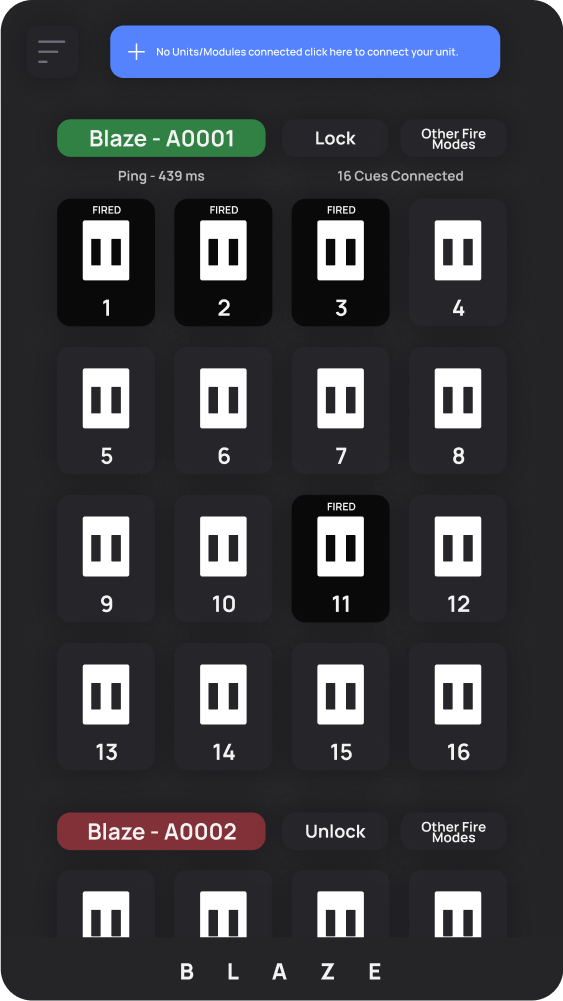 No Units/Modules connected click here to connect your unit.
Blaze - A0001
Lock
Other Fire
Modes
Ping - 439 ms
16 Cues Connected
FIRED
FIRED
FIRED
1
2
3
4
5
6
7
8
FIRED
9
10
11
12
13
14
15
16
Blaze - A0002
Unlock
Other Fire
Modes
B L A Z E